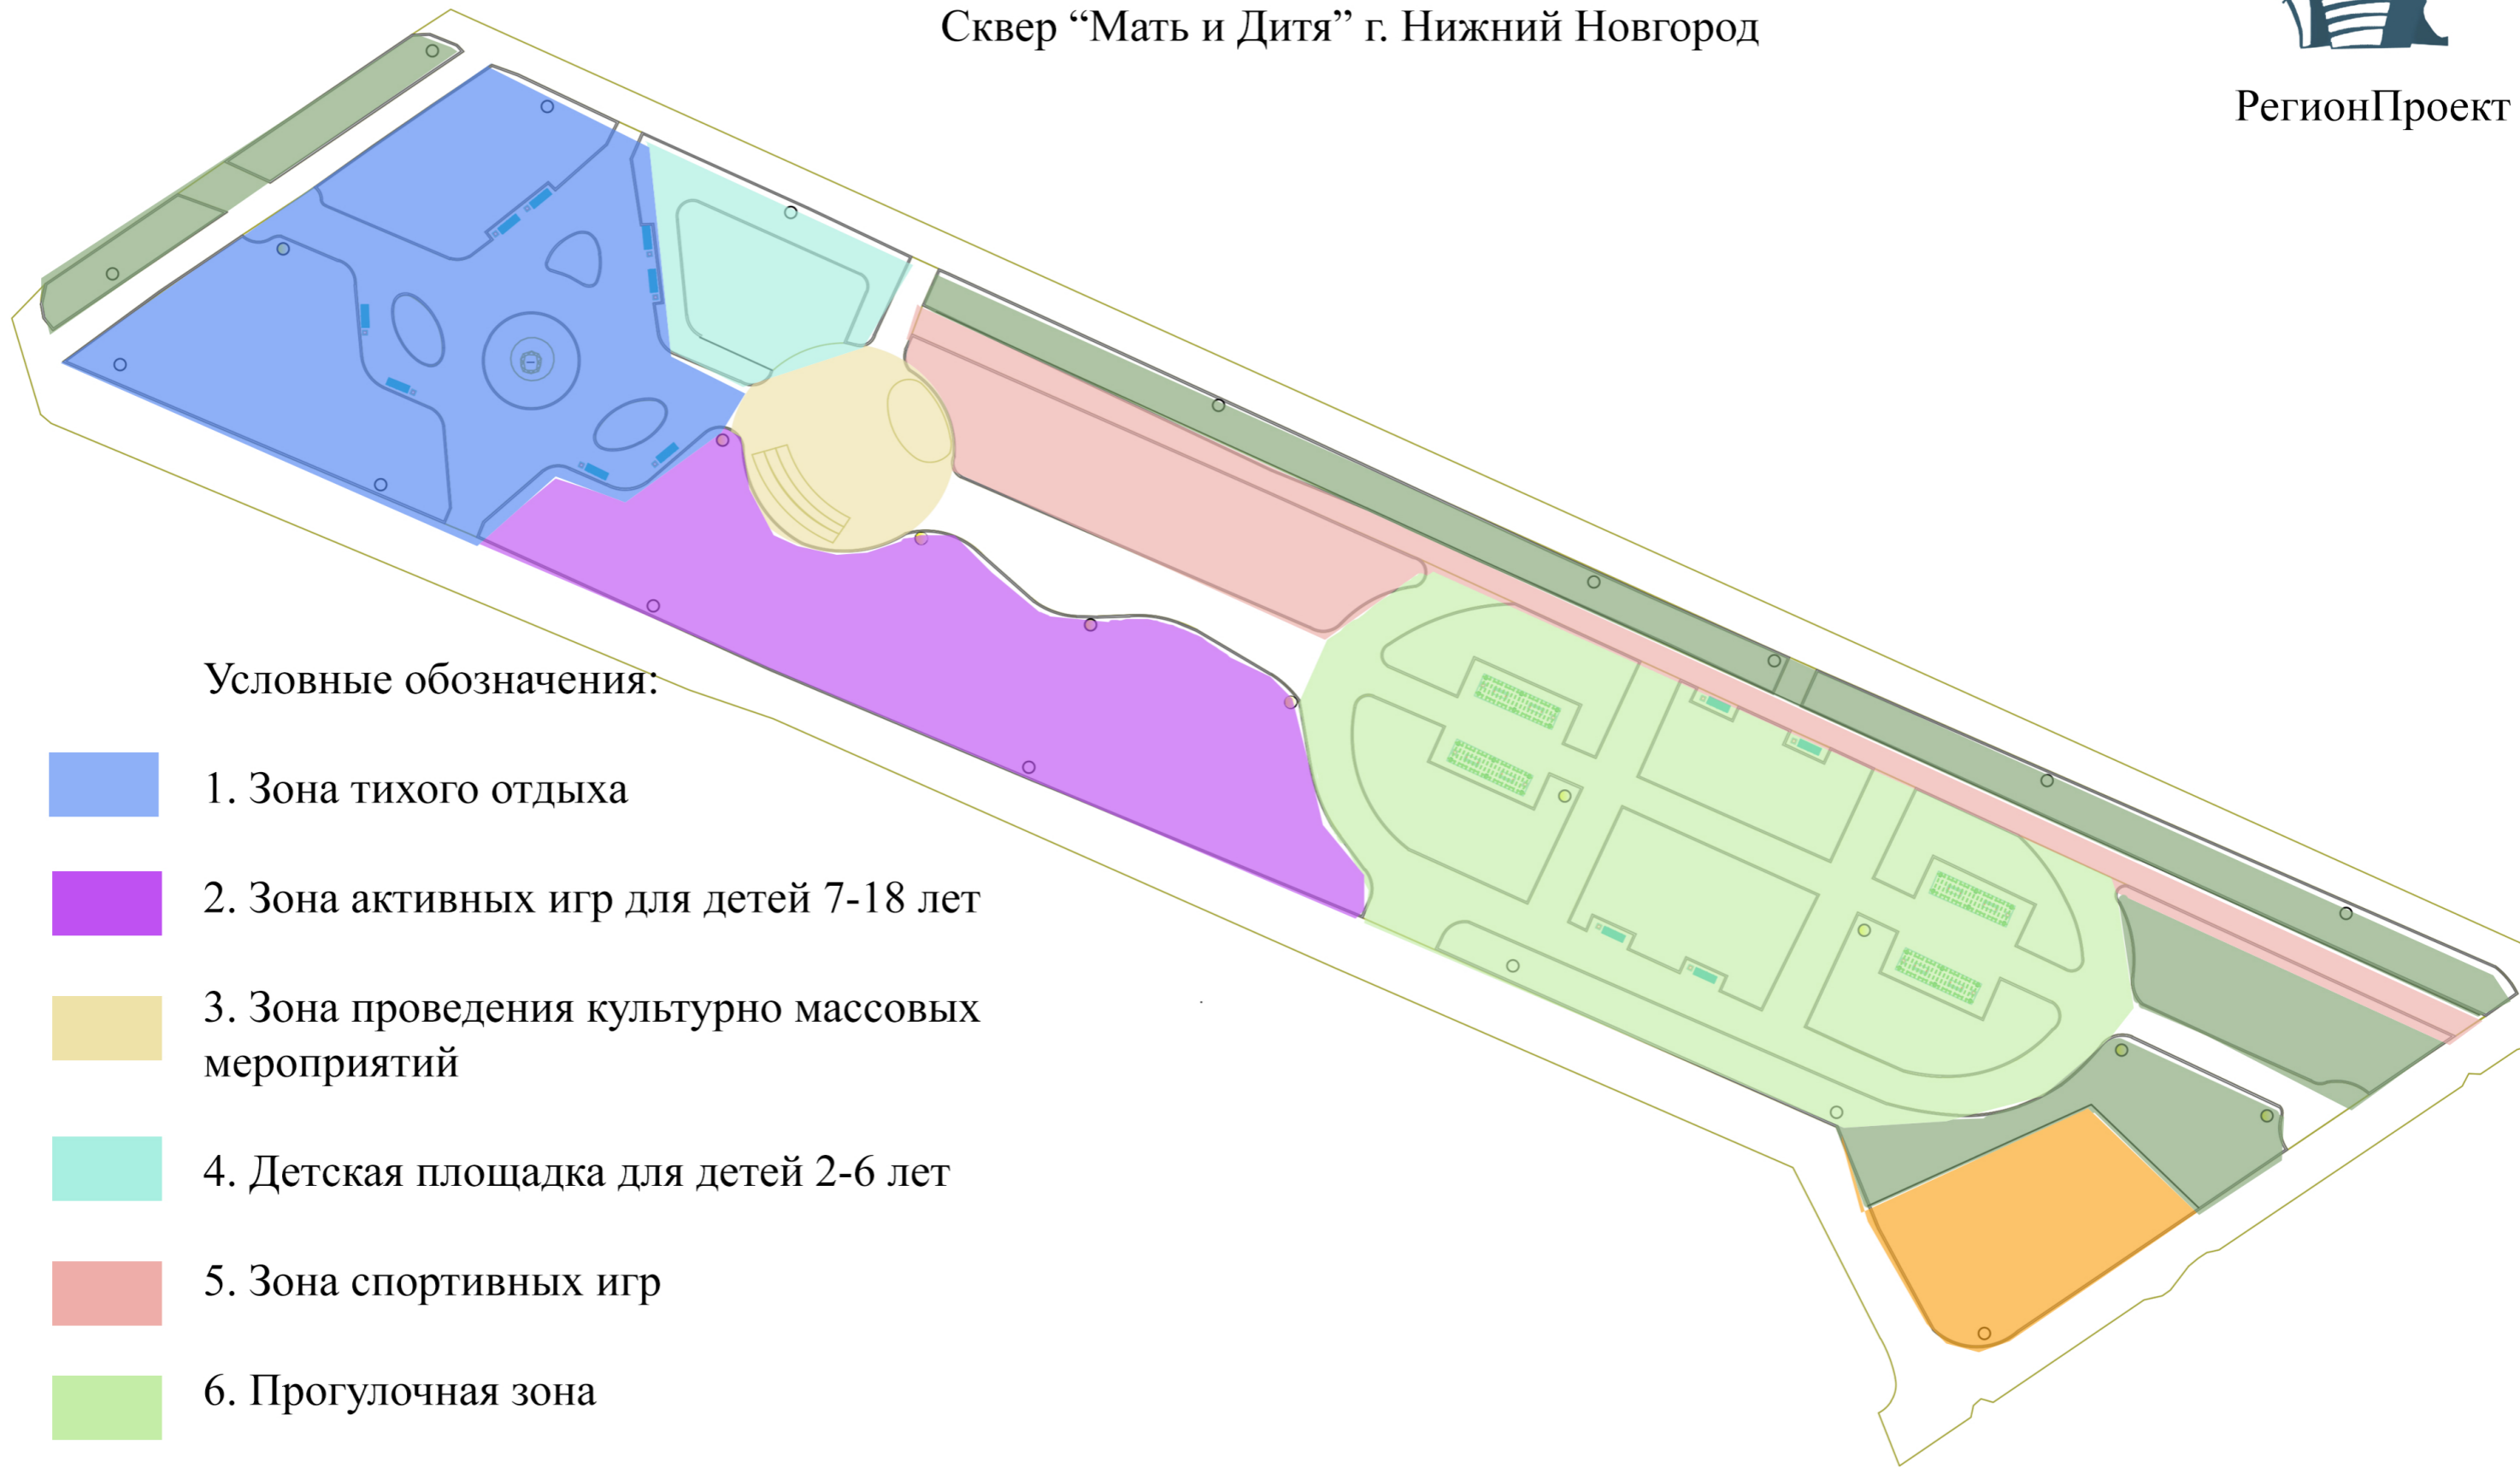 Сквер “Мать и Дитя” г. Нижний Новгород
РегионПроект
Условные обозначения:
1. Зона тихого отдыха
2. Зона активных игр для детей 7-18 лет
3. Зона проведения культурно массовых
мероприятий
4. Детская площадка для детей 2-6 лет
5. Зона спортивных игр
6. Прогулочная зона